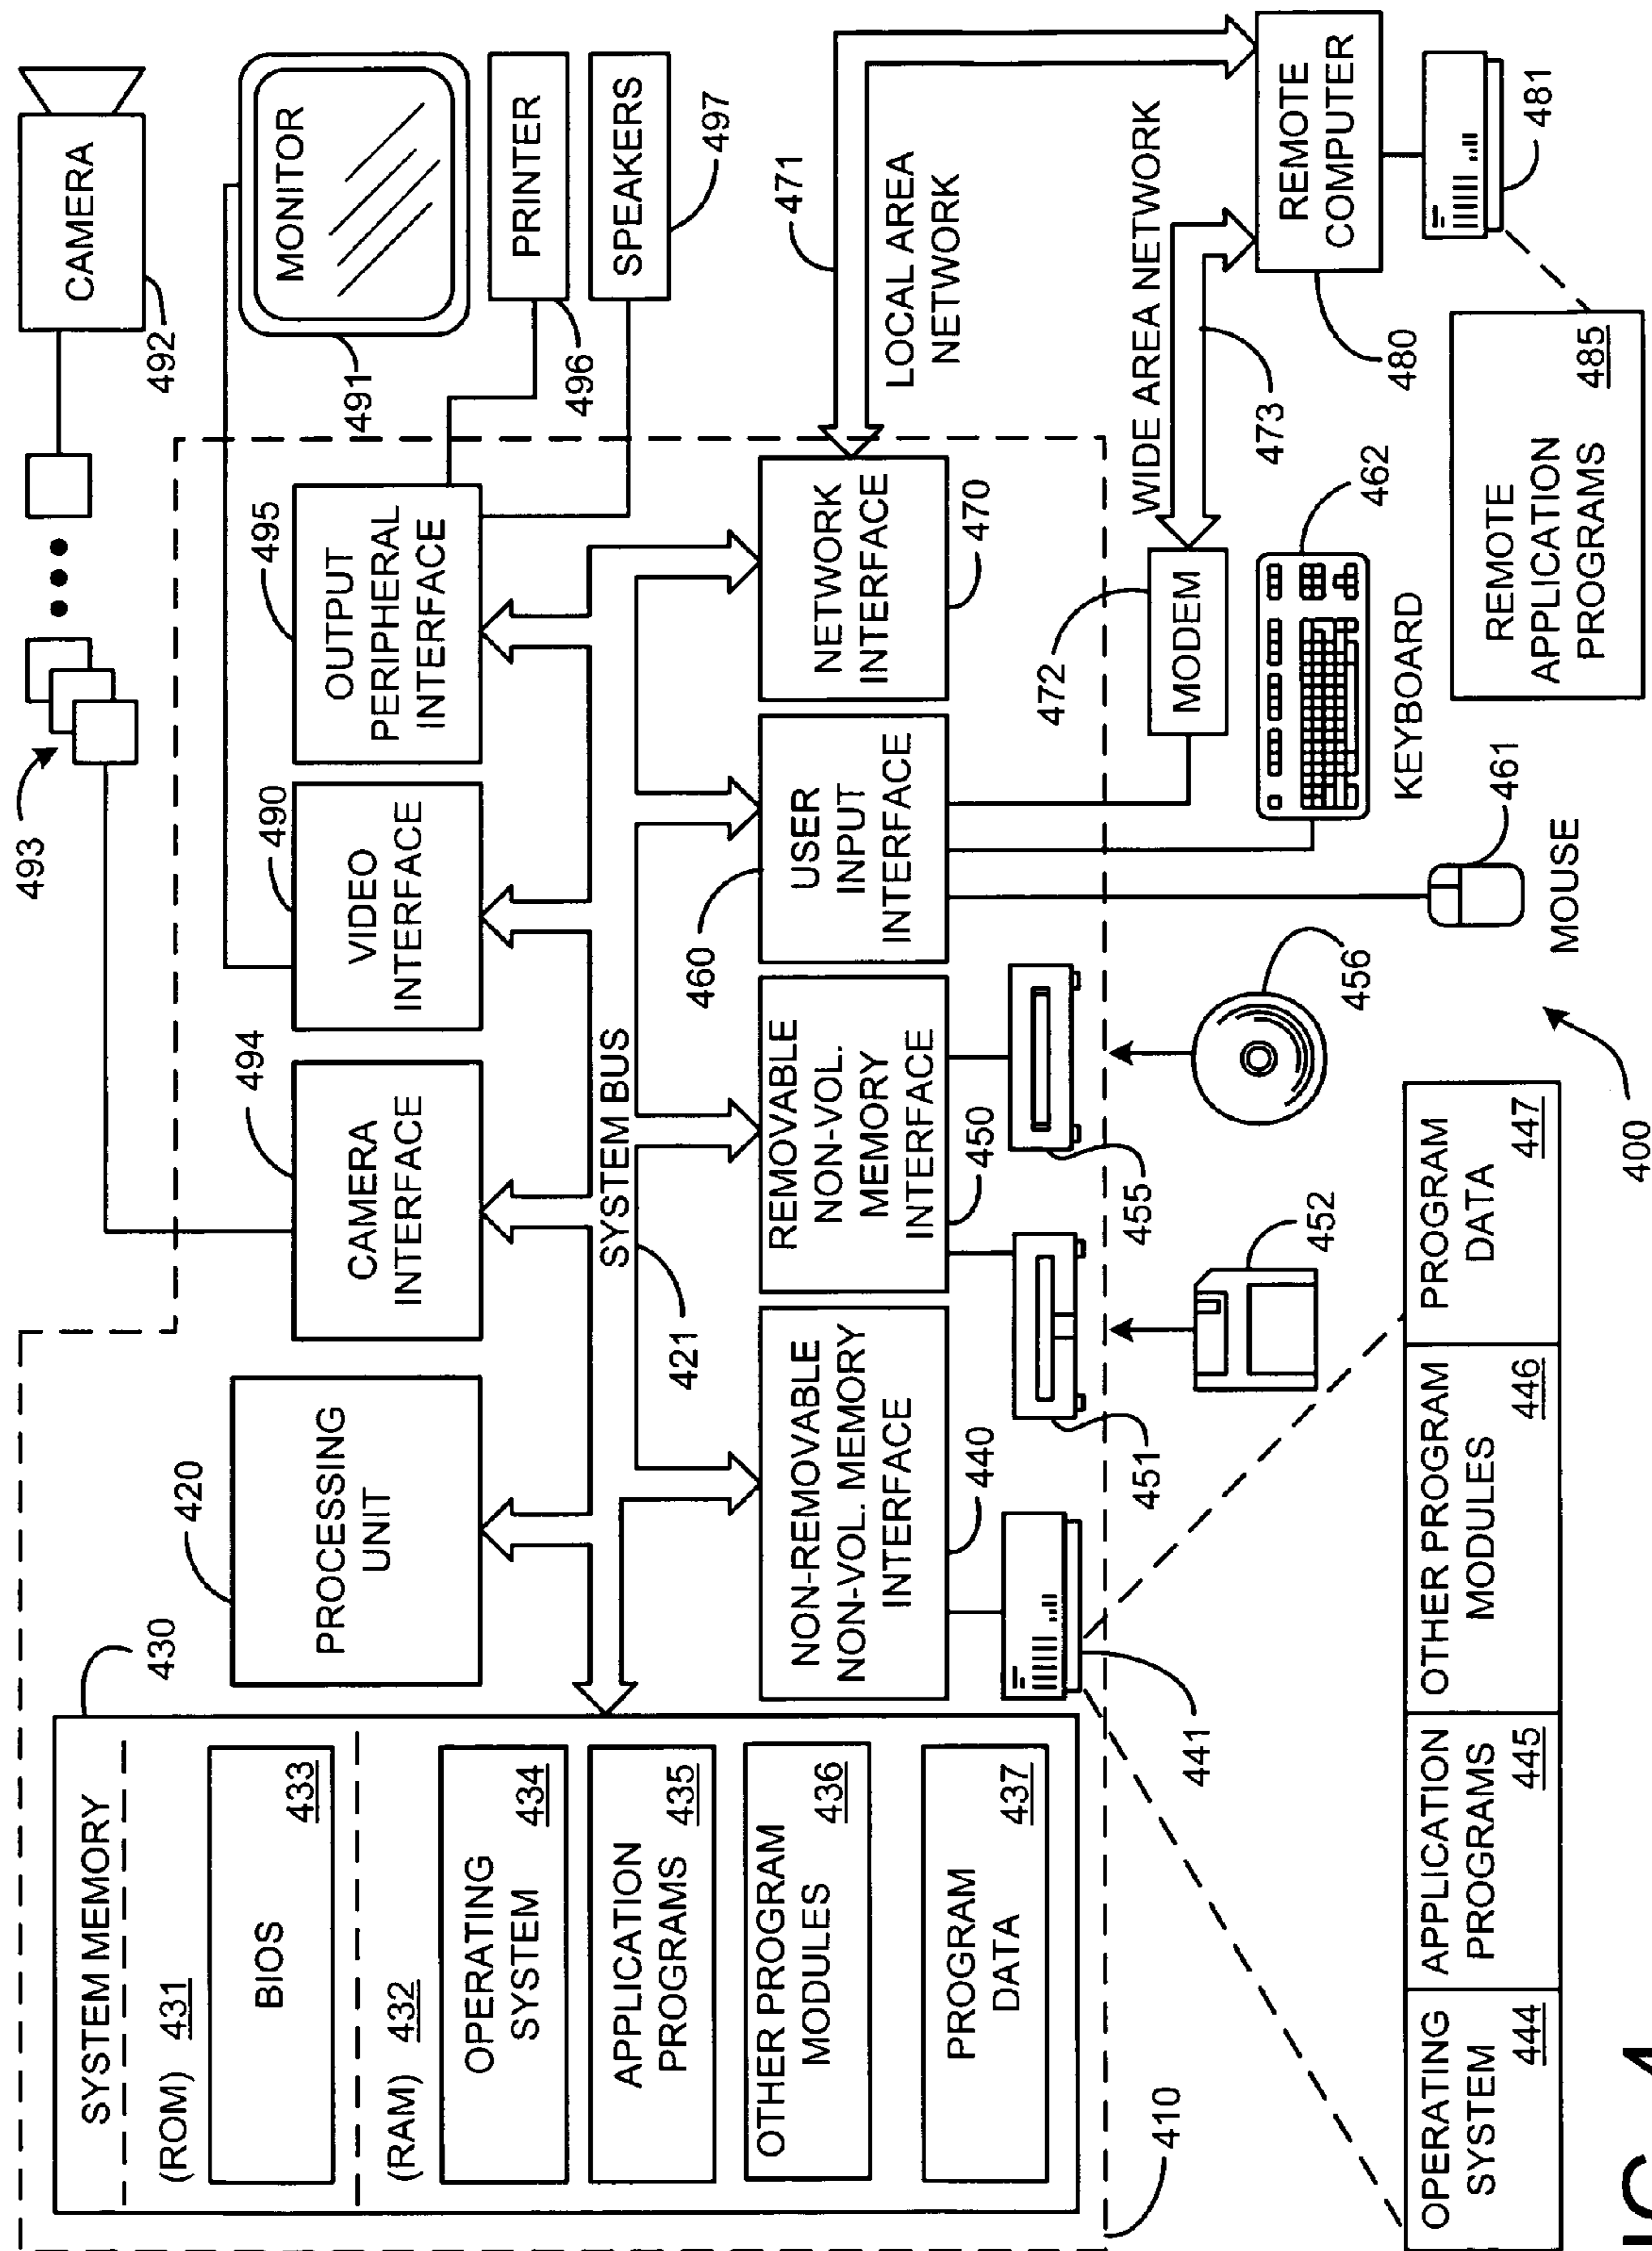 SYSTEM MEMORY
430
(ROM) 431
BIOS
433
(RAM) 432
OPERATING
SYSTEM
434
APPLICATION
PROGRAMS
435
OTHER PROGRAM
MODULES
436
PROGRAM
DATA
437
410
420
PROCESSING
UNIT
494
CAMERA
INTERFACE
490
VIDEO
INTERFACE
495
OUTPUT
PERIPHERAL
INTERFACE
493
CAMERA
492
MONITOR
491
PRINTER
496
SPEAKERS
497
SYSTEM BUS
421
NON-REMOVABLE
NON-VOL. MEMORY
INTERFACE
440
REMOVABLE
NON-VOL.
MEMORY
INTERFACE
450
460
USER
INPUT
INTERFACE
NETWORK
INTERFACE
470
471
LOCAL AREA
NETWORK
WIDE AREA NETWORK
473
472
MODEM
441
451
455
452
456
462
KEYBOARD
461
MOUSE
REMOTE
COMPUTER
480
481
REMOTE
APPLICATION
PROGRAMS
485
OPERATING
SYSTEM
444
APPLICATION
PROGRAMS
445
OTHER PROGRAM
MODULES
446
PROGRAM
DATA
447
400